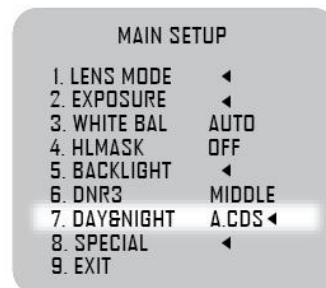 MAIN SETUP
1. LENS MODE ◄
2. EXPOSURE ◄
3. WHITE BAL AUTO
4. HLMASK OFF
5. BACKLIGHT ◄
6. DNR3 MIDDLE
7. DAY&NIGHT A.CDS◄
8. SPECIAL ◄
9. EXIT